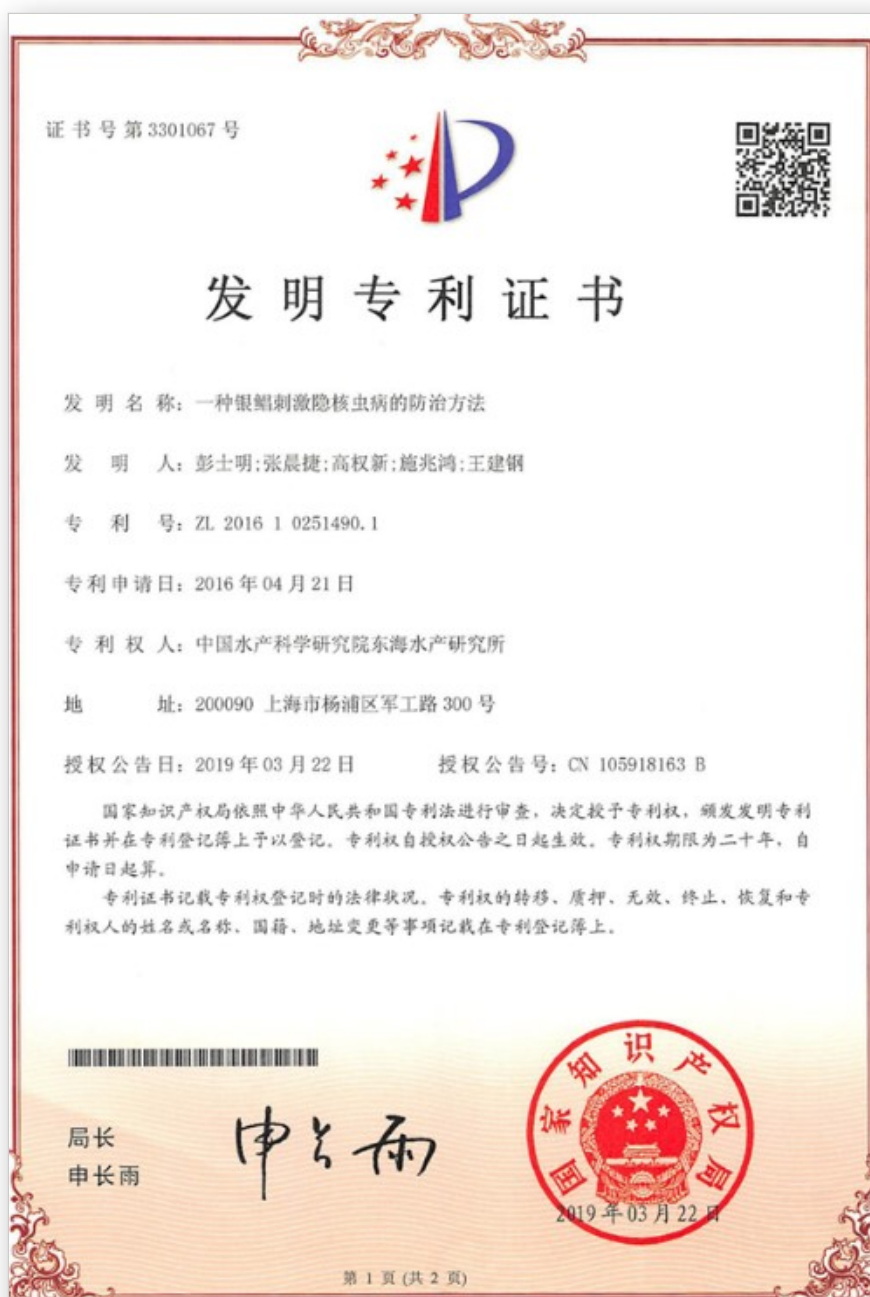 证书号第3301067号
发明专利证书
发明名称：一种银鲳刺激隐核虫病的防治方法
发明人：彭士明;张晨捷;高权新;施兆鸿;王建钢
专利号：ZL 2016 1 0251490.1
专利申请日：2016年04月21日
专利权人：中国水产科学研究院东海水产研究所
地址：200090 上海市杨浦区军工路300号
授权公告日：2019年03月22日 授权公告号：CN 105918163 B
国家知识产权局依照中华人民共和国专利法进行审查，决定授予专利权，颁发发明专利
证书并在专利登记簿上予以登记。专利权自授权公告之日起生效。专利权期限为二十年，自
申请日起算。
专利证书记载专利权登记时的法律状况。专利权的转移、质押、无效、终止、恢复和专
利权人的姓名或名称、国籍、地址变更等事项记载在专利登记簿上。
局长
申长雨
申长雨
国家知识产权局
2019年03月22日
第1页(共2页)